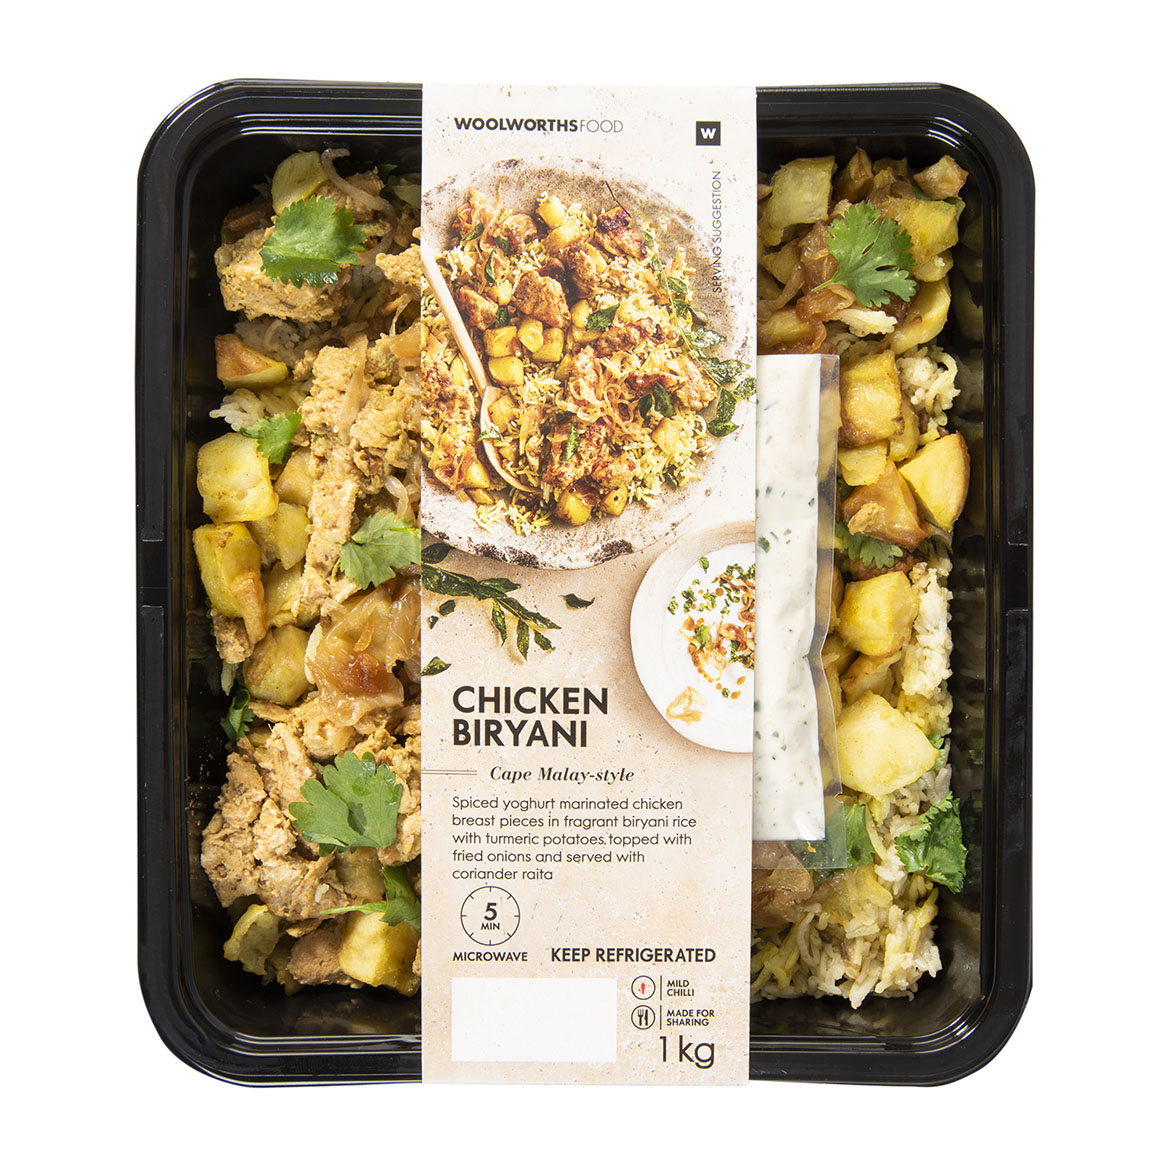 WOOLWORTHSFOOD
W
SERVING SUGGESTION
CHICKEN
BIRYANI
Cape Malay-style
Spiced yoghurt marinated chicken
breast pieces in fragrant biryani rice
with turmeric potatoes, topped with
fried onions and served with
coriander raita
5
MIN
MICROWAVE
KEEP REFRIGERATED
MILD
CHILLI
MADE FOR
SHARING
1kg